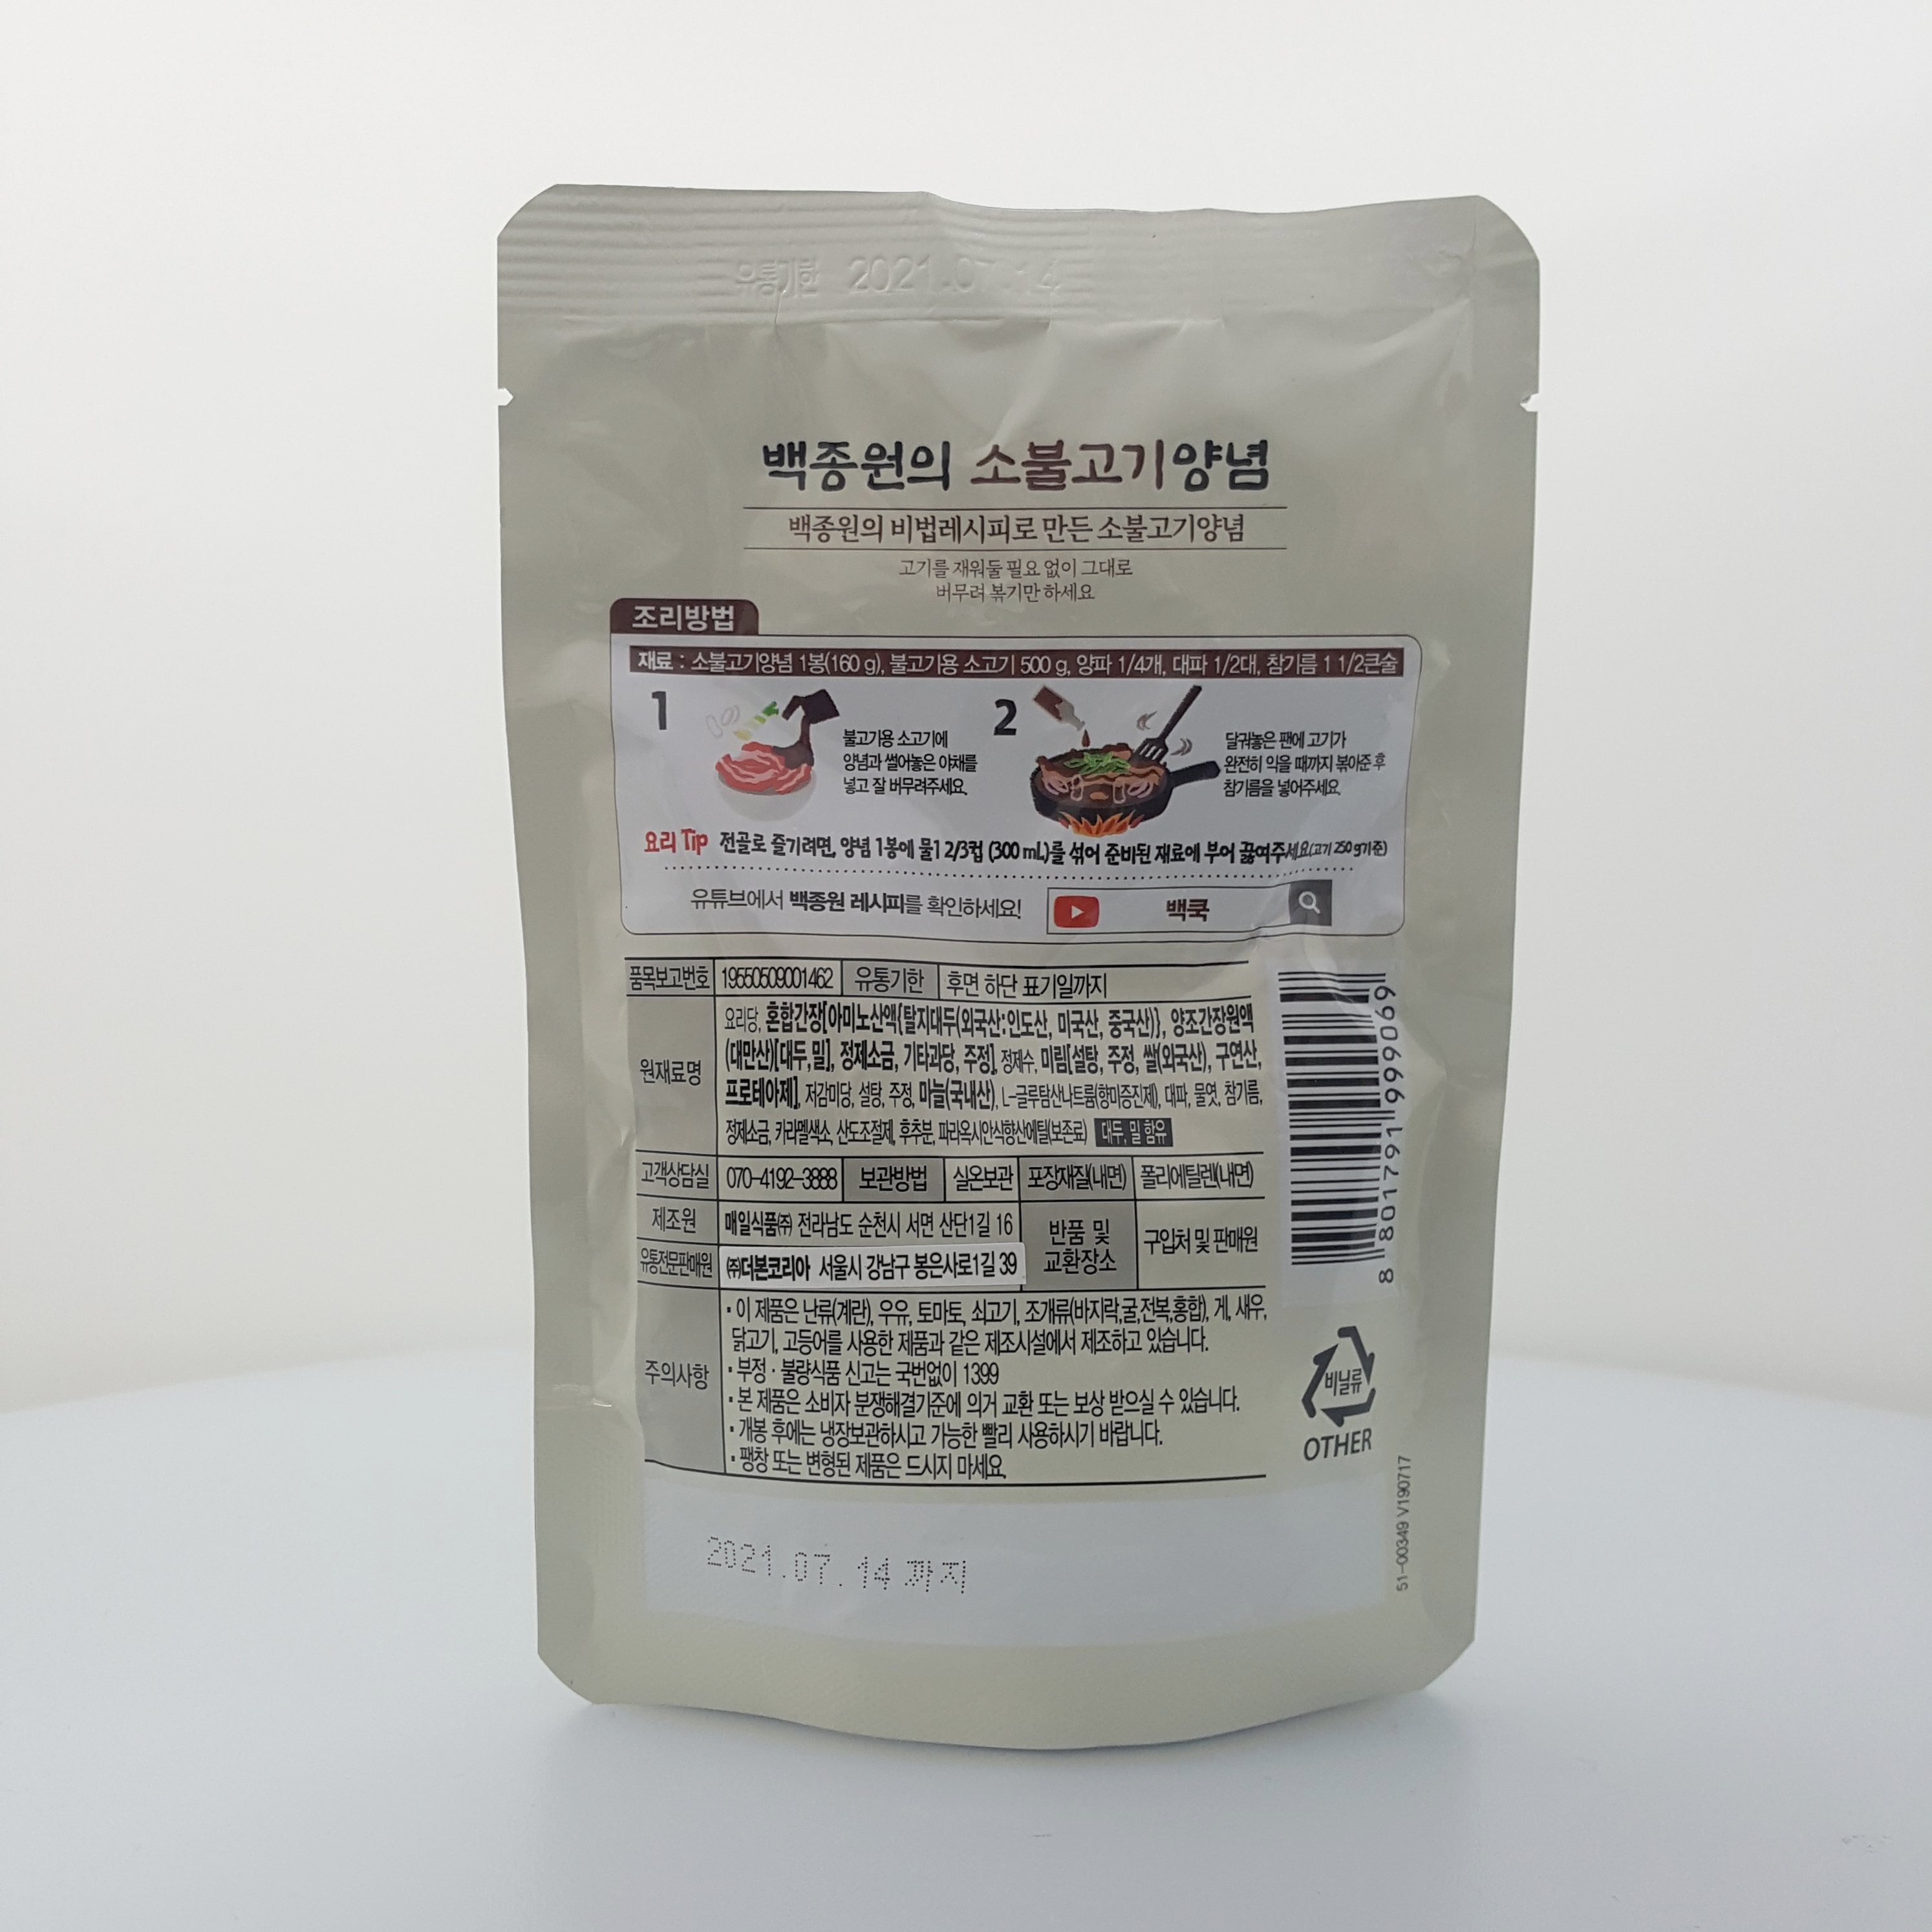 유통기한 2021.07.14
백종원의 소불고기양념
백종원의 비법레시피로 만든 소불고기양념
고기를 재워둘 필요 없이 그대로
버무려 볶기만 하세요
조리방법
재료 : 소불고기양념 1봉(160 g), 불고기용 소고기 500 g, 양파 1/4개, 대파 1/2대, 참기름 1 1/2큰술
1
불고기용 소고기에
양념과 썰어놓은 야채를
넣고 잘 버무려주세요.
2
달궈놓은 팬에 고기가
완전히 익을 때까지 볶아준 후
참기름을 넣어주세요.
요리 Tip 전골로 즐기려면, 양념 1봉에 물1 2/3컵 (300 mL)를 섞어 준비된 재료에 부어 끓여주세요(고기 250 g기준)
유튜브에서 백종원 레시피를 확인하세요!
백쿡
품목보고번호 19550509001462 유통기한 후면 하단 표기일까지
원재료명
요리당, 혼합간장[아미노산액{탈지대두(외국산:인도산, 미국산, 중국산)}, 양조간장원액
(대만산)[대두,밀], 정제소금, 기타과당, 주정], 정제수, 미림[설탕, 주정, 쌀(외국산), 구연산,
프로테아제], 저감미당, 설탕, 주정, 마늘(국내산), L-글루탐산나트륨(향미증진제), 대파, 물엿, 참기름,
정제소금, 카라멜색소, 산도조절제, 후추분, 파라옥시안식향산에틸(보존료) 대두, 밀 함유
고객상담실 070-4192-3888 보관방법 실온보관 포장재질(내면) 폴리에틸렌(내면)
제조원 매일식품㈜ 전라남도 순천시 서면 산단1길 16
유통전문판매원 ㈜더본코리아 서울시 강남구 봉은사로1길 39
반품 및
교환장소
구입처 및 판매원
주의사항
· 이 제품은 난류(계란), 우유, 토마토, 쇠고기, 조개류(바지락,굴,전복,홍합), 게, 새우,
닭고기, 고등어를 사용한 제품과 같은 제조시설에서 제조하고 있습니다.
· 부정 · 불량식품 신고는 국번없이 1399
· 본 제품은 소비자 분쟁해결기준에 의거 교환 또는 보상 받으실 수 있습니다.
· 개봉 후에는 냉장보관하시고 가능한 빨리 사용하시기 바랍니다.
· 팽창 또는 변형된 제품은 드시지 마세요.
8 801791 999069
비닐류
OTHER
51-00349 V190717
2021.07.14 까지